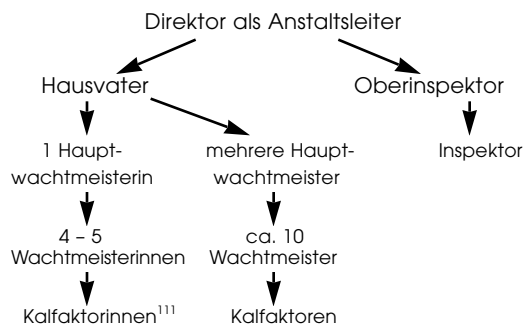 Direktor als Anstaltsleiter
Hausvater
Oberinspektor
1 Haupt-
wachtmeisterin
mehrere Haupt-
wachtmeister
Inspektor
4 – 5
Wachtmeisterinnen
ca. 10
Wachtmeister
Kalfaktorinnen¹¹¹
Kalfaktoren